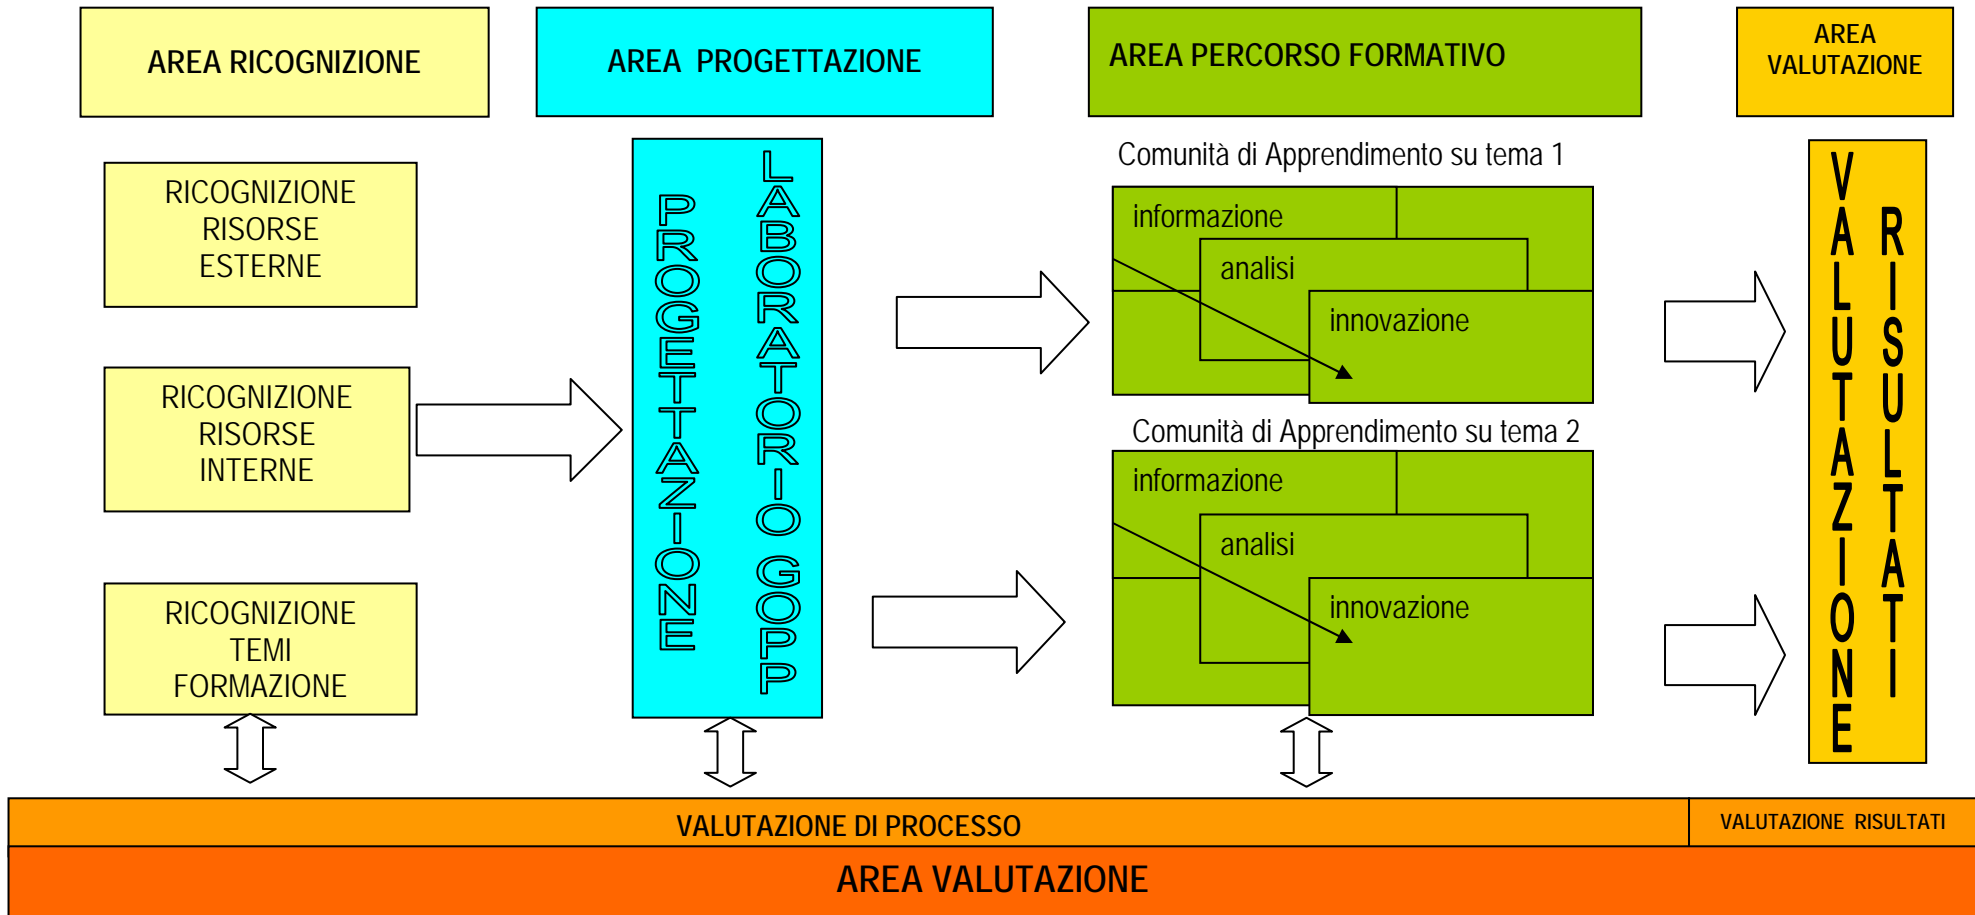 AREA RICOGNIZIONE
AREA PROGETTAZIONE
AREA PERCORSO FORMATIVO
AREA
VALUTAZIONE
RICOGNIZIONE
RISORSE
ESTERNE
RICOGNIZIONE
RISORSE
INTERNE
RICOGNIZIONE
TEMI
FORMAZIONE
PROGETTAZIONE
LABORATORIO GOPP
Comunità di Apprendimento su tema 1
informazione
analisi
innovazione
Comunità di Apprendimento su tema 2
informazione
analisi
innovazione
VALUTAZIONE
RISULTATI
VALUTAZIONE DI PROCESSO
VALUTAZIONE RISULTATI
AREA VALUTAZIONE